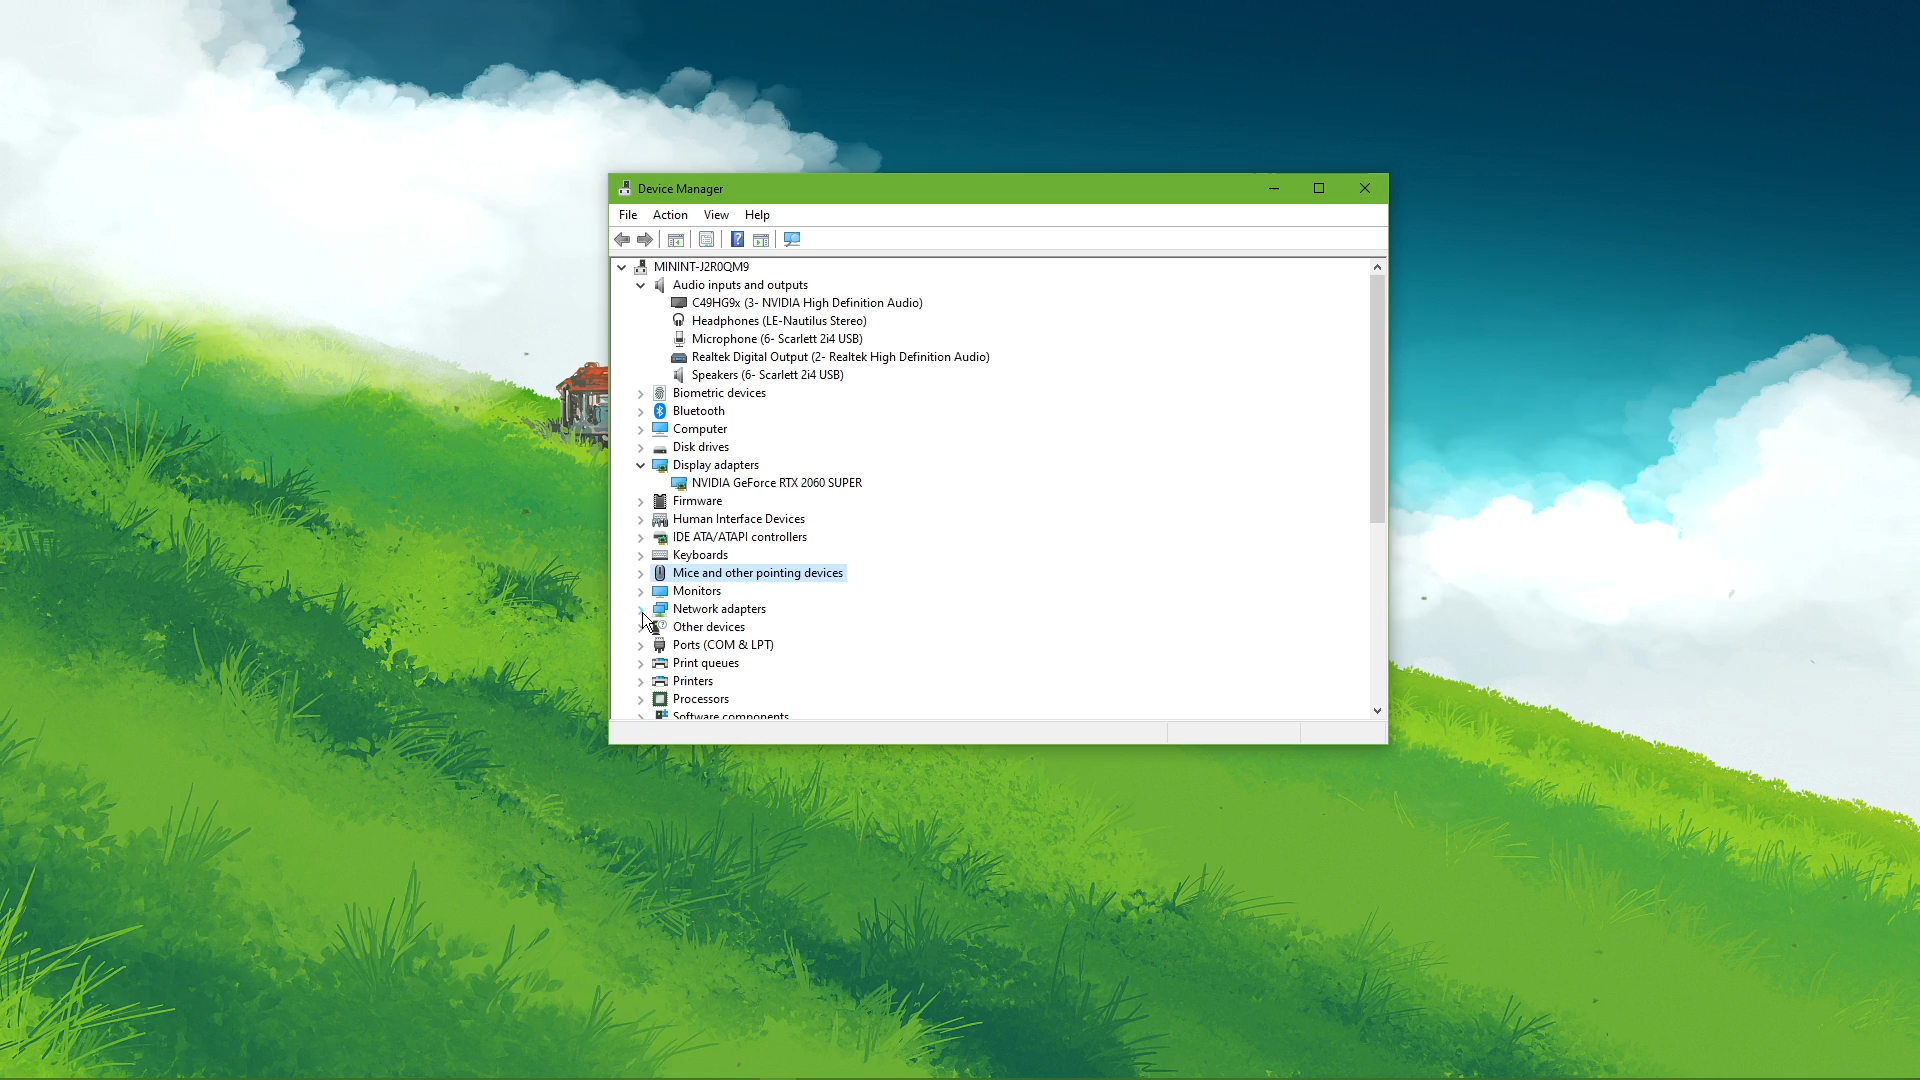 Device Manager
File Action View Help
MININT-J2R0QM9
Audio inputs and outputs
C49HG9x (3- NVIDIA High Definition Audio)
Headphones (LE-Nautilus Stereo)
Microphone (6- Scarlett 2i4 USB)
Realtek Digital Output (2- Realtek High Definition Audio)
Speakers (6- Scarlett 2i4 USB)
Biometric devices
Bluetooth
Computer
Disk drives
Display adapters
NVIDIA GeForce RTX 2060 SUPER
Firmware
Human Interface Devices
IDE ATA/ATAPI controllers
Keyboards
Mice and other pointing devices
Monitors
Network adapters
Other devices
Ports (COM & LPT)
Print queues
Printers
Processors
Software components